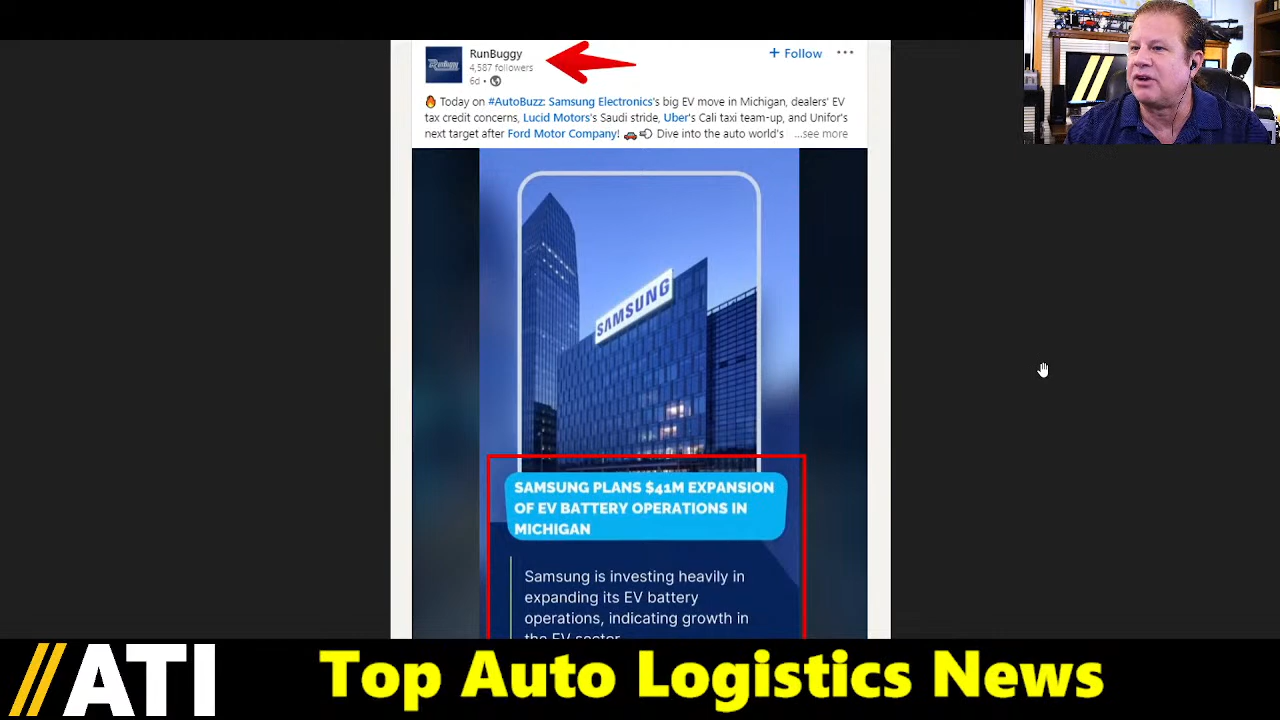 RunBuggy
4,587 followers
6d •
+ Follow ...
🔥 Today on #AutoBuzz: Samsung Electronics's big EV move in Michigan, dealers' EV
tax credit concerns, Lucid Motors's Saudi stride, Uber's Cali taxi team-up, and Unifor's
next target after Ford Motor Company! 🚗💨 Dive into the auto world's ...see more
SAMSUNG
SAMSUNG PLANS $41M EXPANSION
OF EV BATTERY OPERATIONS IN
MICHIGAN
Samsung is investing heavily in
expanding its EV battery
operations, indicating growth in
the EV sector
//ATI Top Auto Logistics News